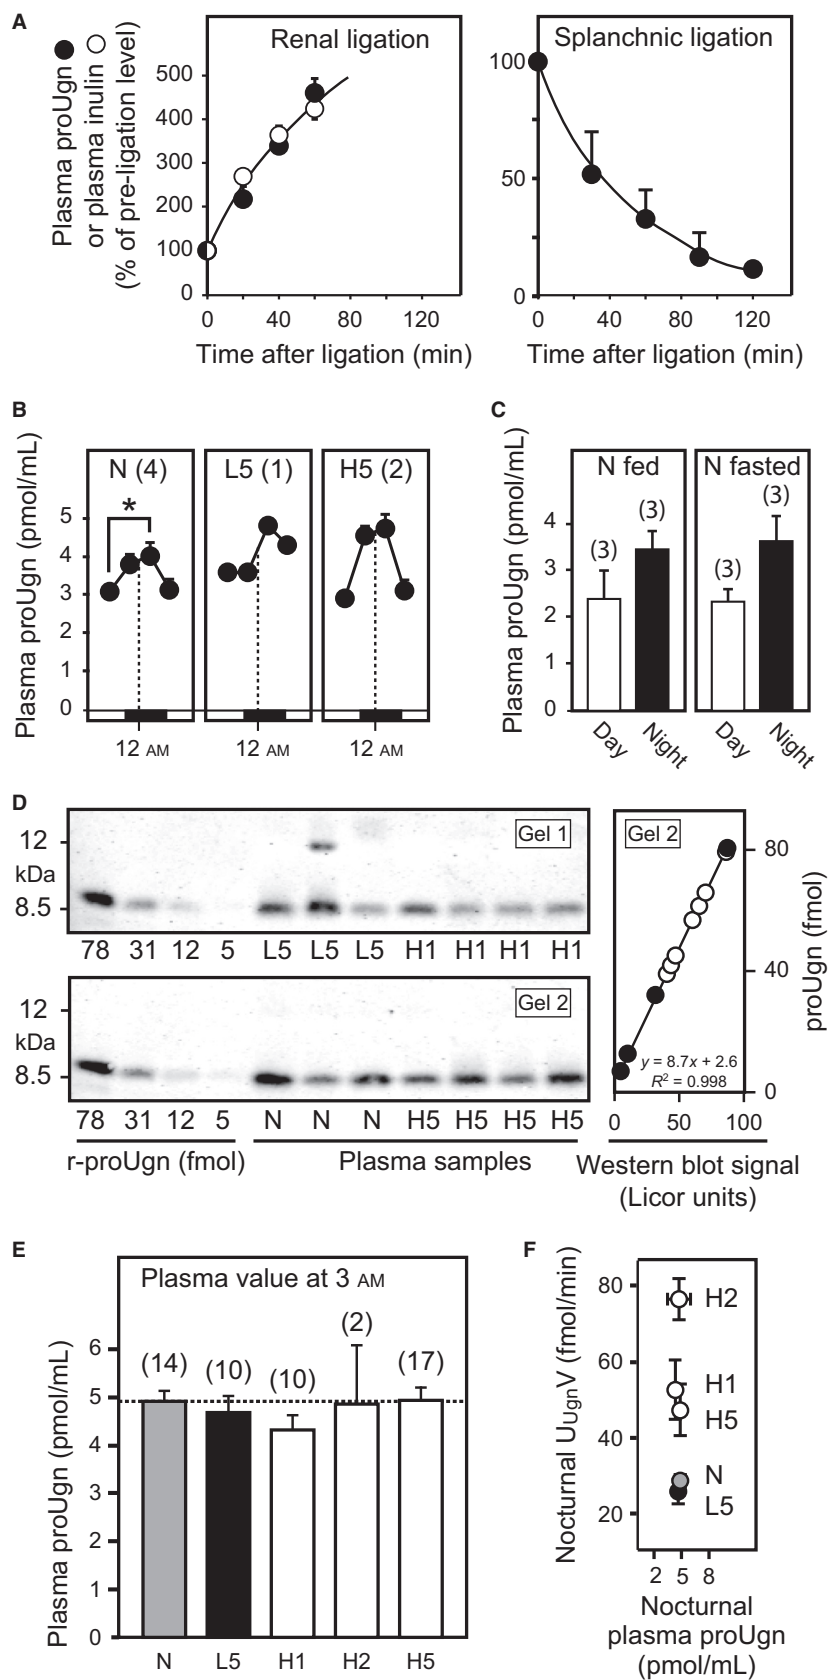 A
Plasma proUgn
or plasma inulin
(% of pre-ligation level)
Renal ligation
500
400
300
200
100
0
0 40 80 120
Time after ligation (min)
Splanchnic ligation
100
50
0
0 40 80 120
Time after ligation (min)
B
Plasma proUgn (pmol/mL)
N (4) L5 (1) H5 (2)
*
5
4
3
2
1
0
12 AM 12 AM 12 AM
C
Plasma proUgn (pmol/mL)
N fed N fasted
(3) (3) (3) (3)
4
3
2
1
0
Day Night Day Night
D
12
kDa
8.5
Gel 1
78 31 12 5 L5 L5 L5 H1 H1 H1 H1
12
kDa
8.5
Gel 2
78 31 12 5 N N N H5 H5 H5 H5
r-proUgn (fmol) Plasma samples
Gel 2
80
40
0
proUgn (fmol)
y = 8.7x + 2.6
R² = 0.998
0 50 100
Western blot signal
(Licor units)
E
Plasma proUgn (pmol/mL)
Plasma value at 3 AM
(14) (10) (10) (2) (17)
6
5
4
3
2
1
0
N L5 H1 H2 H5
F
Nocturnal UUgnV (fmol/min)
80
60
40
20
H2
H1
H5
N
L5
2 5 8
Nocturnal
plasma proUgn
(pmol/mL)